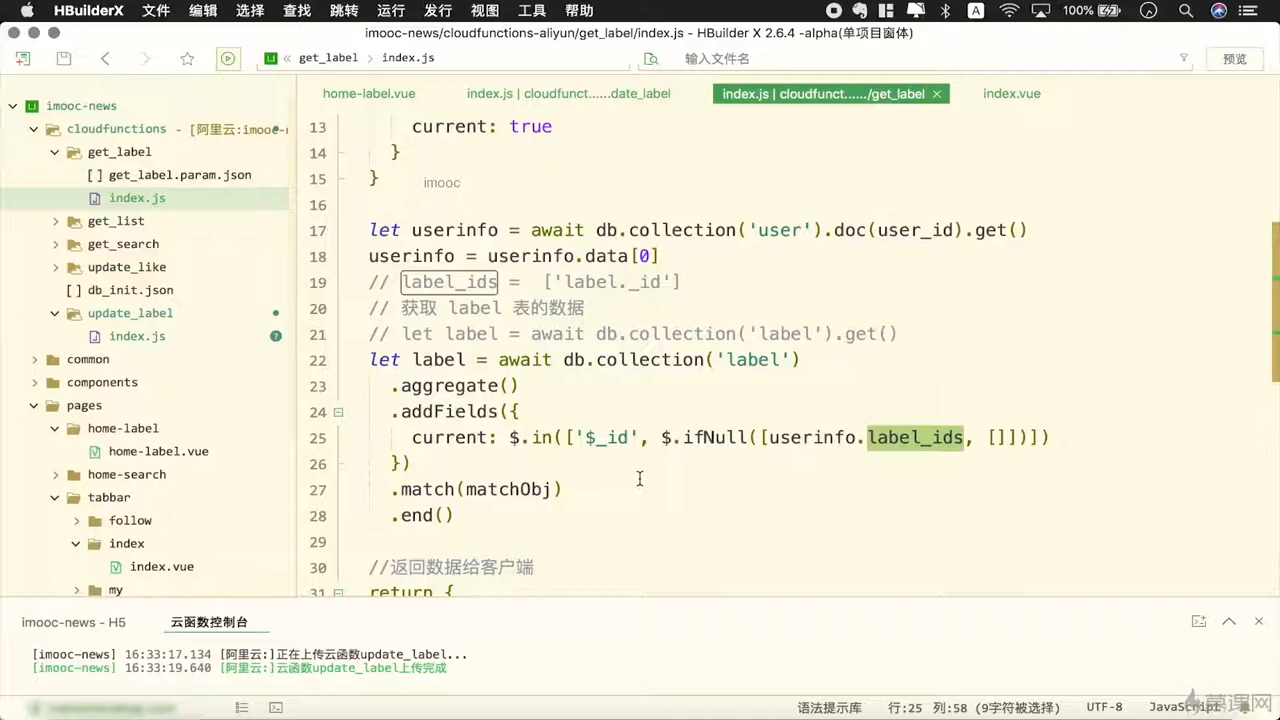 HBuilderX 文件 编辑 选择 查找 跳转 运行 发行 视图 工具 帮助 A 100%
imooc-news/cloudfunctions-aliyun/get_label/index.js - HBuilder X 2.6.4 -alpha(单项目窗口)
get_label > index.js 输入文件名 预览
home-label.vue index.js | cloudfunct......date_label index.js | cloudfunct....../get_label × index.vue
imooc-news
cloudfunctions - [阿里云:imooc-n
get_label
[] get_label.param.json
index.js
get_list
get_search
update_like
[] db_init.json
update_label
index.js
common
components
pages
home-label
home-label.vue
home-search
tabbar
follow
index
index.vue
my
13 current: true
14 }
15 }
imooc
16
17 let userinfo = await db.collection('user').doc(user_id).get()
18 userinfo = userinfo.data[0]
19 // label_ids = ['label._id']
20 // 获取 label 表的数据
21 // let label = await db.collection('label').get()
22 let label = await db.collection('label')
23 .aggregate()
24 .addFields({
25 current: $.in(['$_id', $.ifNull([userinfo.label_ids, []])])
26 })
27 .match(matchObj)
28 .end()
29
30 //返回数据给客户端
31 return {
imooc-news - H5 云函数控制台
[imooc-news] 16:33:17.134 [阿里云:]正在上传云函数update_label...
[imooc-news] 16:33:19.640 [阿里云:]云函数update_label上传完成
语法提示库 行:25 列:58 (9字符被选择) UTF-8 JavaScript
慕课网